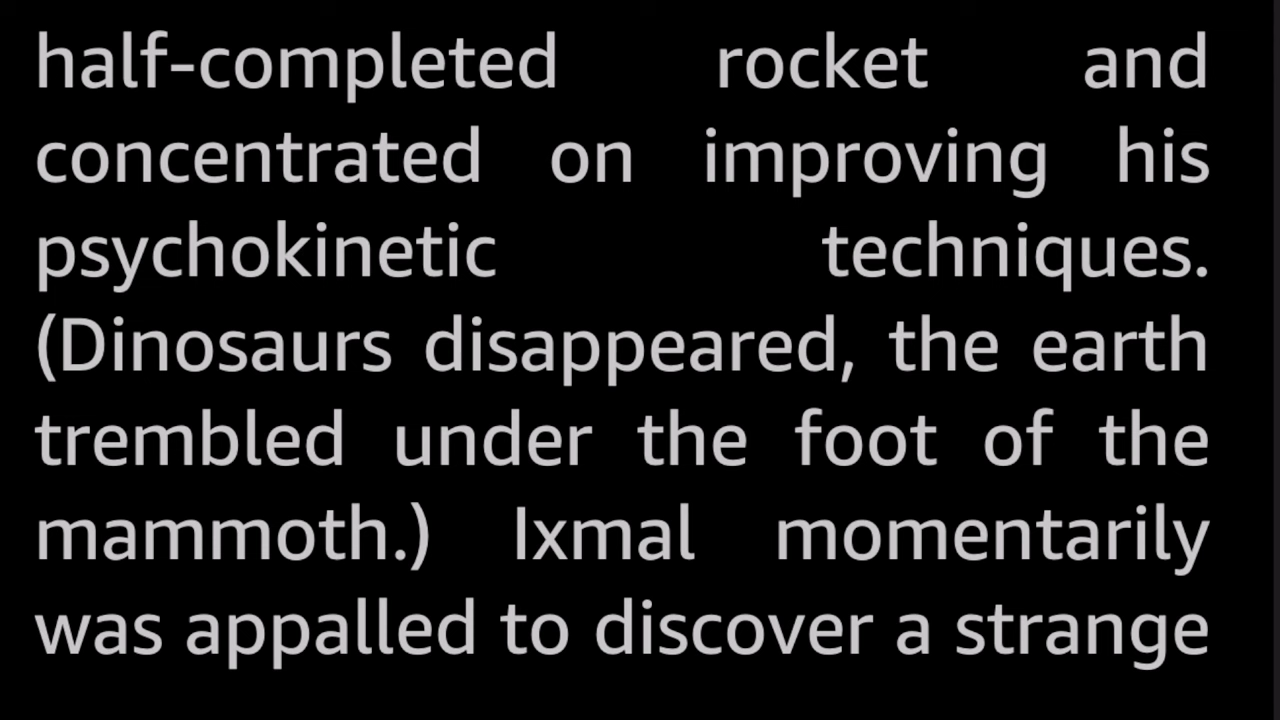 half-completed rocket and
concentrated on improving his
psychokinetic techniques.
(Dinosaurs disappeared, the earth
trembled under the foot of the
mammoth.) Ixmal momentarily
was appalled to discover a strange